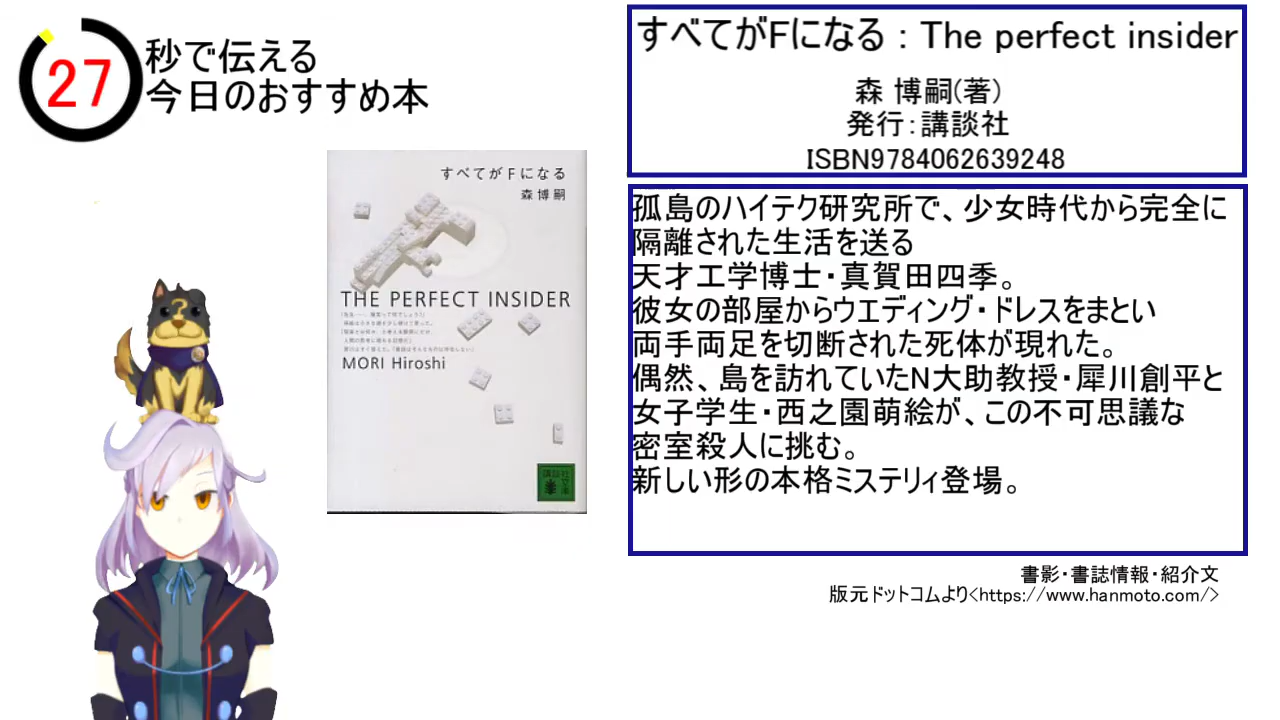 27
秒で伝える
今日のおすすめ本
すべてがFになる
森博嗣
THE PERFECT INSIDER
MORI Hiroshi
すべてがFになる : The perfect insider
森 博嗣(著)
発行:講談社
ISBN9784062639248
孤島のハイテク研究所で、少女時代から完全に
隔離された生活を送る
天才工学博士・真賀田四季。
彼女の部屋からウエディング・ドレスをまとい
両手両足を切断された死体が現れた。
偶然、島を訪れていたN大助教授・犀川創平と
女子学生・西之園萌絵が、この不可思議な
密室殺人に挑む。
新しい形の本格ミステリィ登場。
書影・書誌情報・紹介文
版元ドットコムより<https://www.hanmoto.com/>